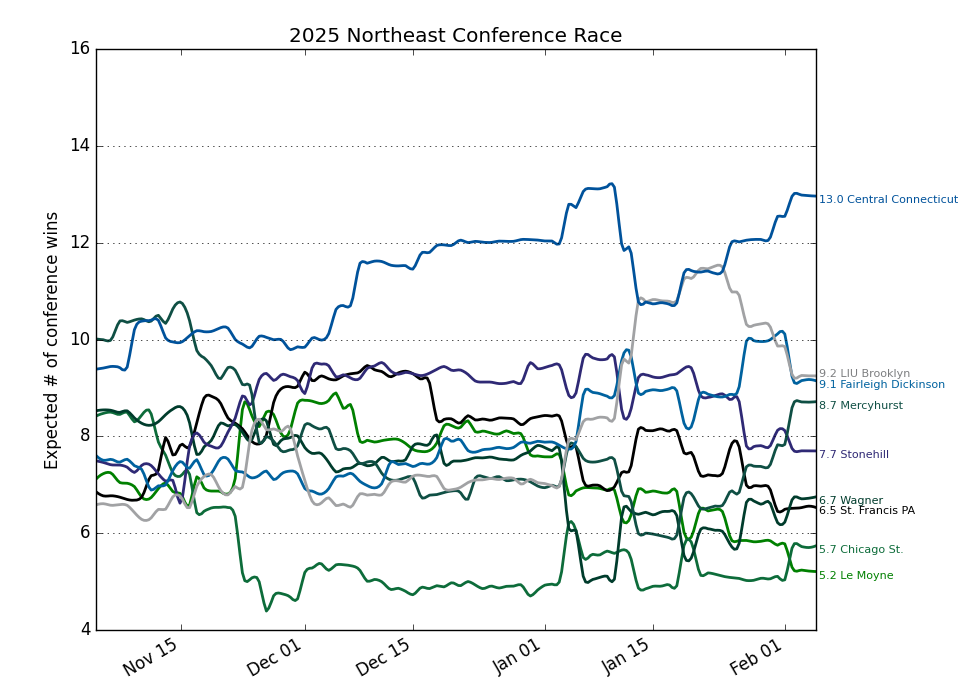 2025 Northeast Conference Race
Expected # of conference wins
16
14
12
10
8
6
4
Nov 15
Dec 01
Dec 15
Jan 01
Jan 15
Feb 01
13.0 Central Connecticut
9.2 LIU Brooklyn
9.1 Fairleigh Dickinson
8.7 Mercyhurst
7.7 Stonehill
6.7 Wagner
6.5 St. Francis PA
5.7 Chicago St.
5.2 Le Moyne